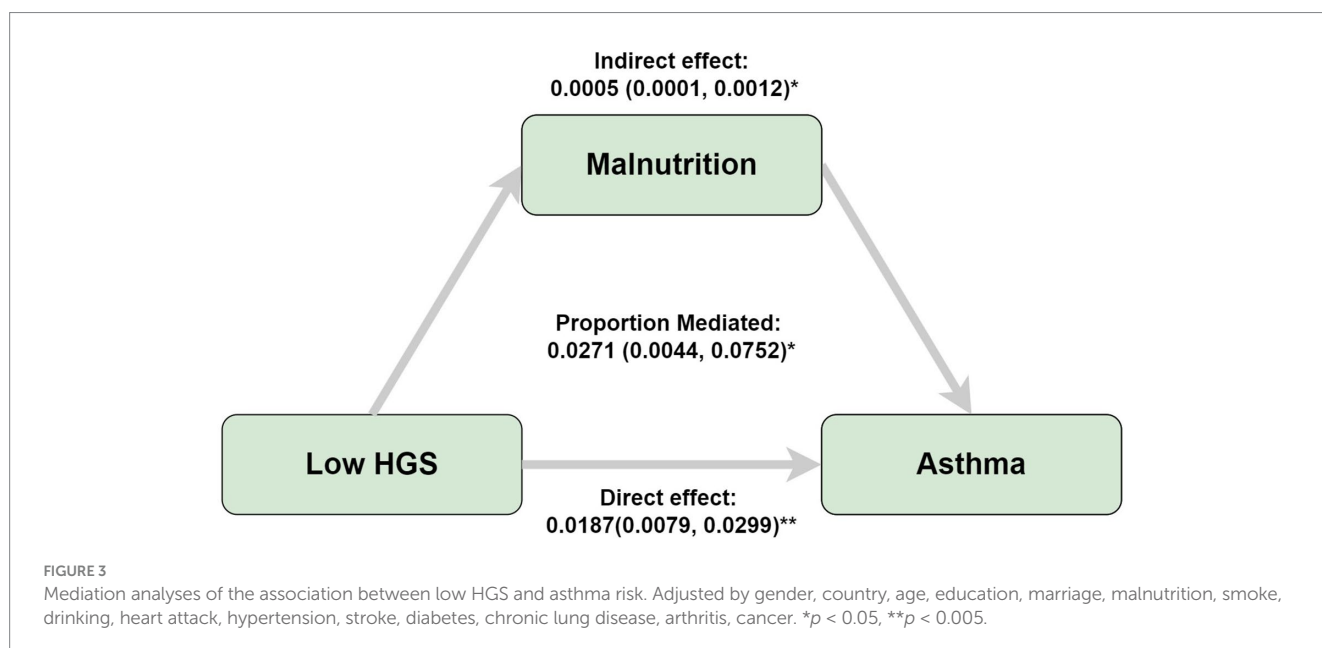 Indirect effect:
0.0005 (0.0001, 0.0012)*
Malnutrition
Proportion Mediated:
0.0271 (0.0044, 0.0752)*
Low HGS
Asthma
Direct effect:
0.0187(0.0079, 0.0299)**
FIGURE 3
Mediation analyses of the association between low HGS and asthma risk. Adjusted by gender, country, age, education, marriage, malnutrition, smoke,
drinking, heart attack, hypertension, stroke, diabetes, chronic lung disease, arthritis, cancer. *p < 0.05, **p < 0.005.